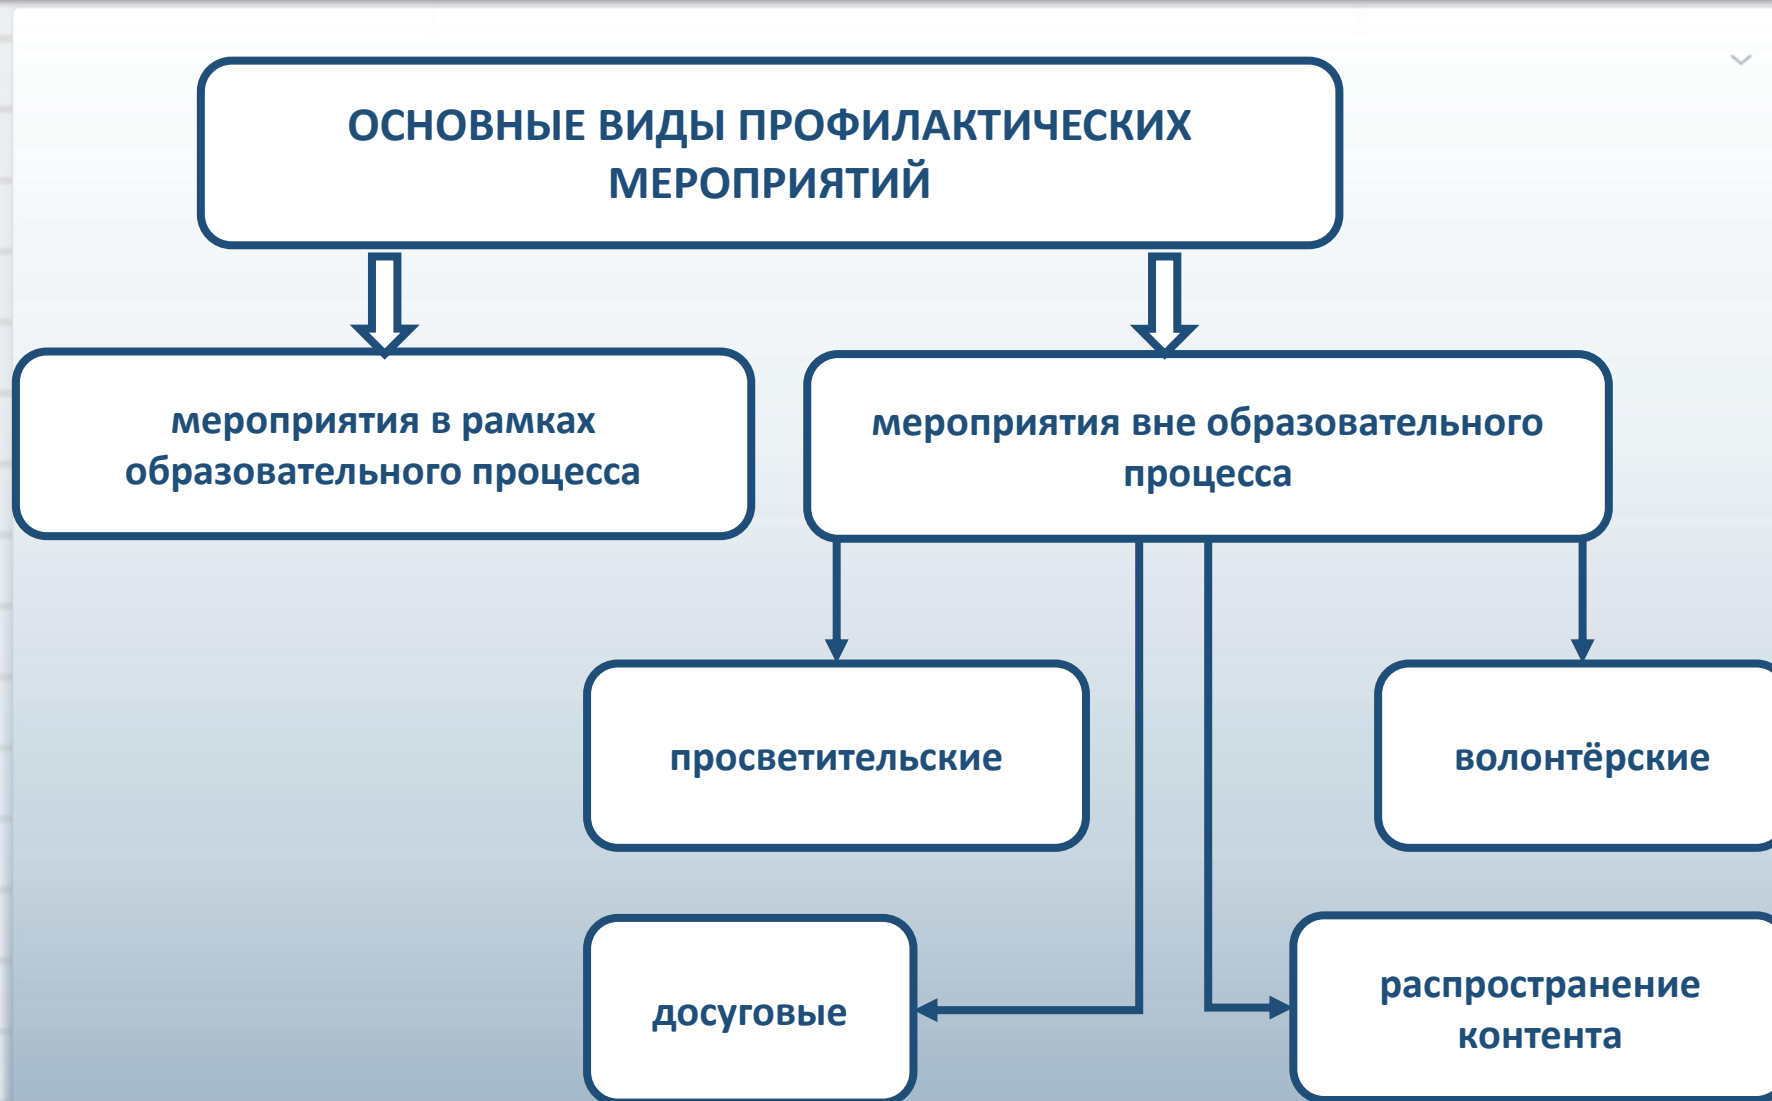 ОСНОВНЫЕ ВИДЫ ПРОФИЛАКТИЧЕСКИХ
МЕРОПРИЯТИЙ
мероприятия в рамках
образовательного процесса
мероприятия вне образовательного
процесса
просветительские
волонтёрские
досуговые
распространение
контента